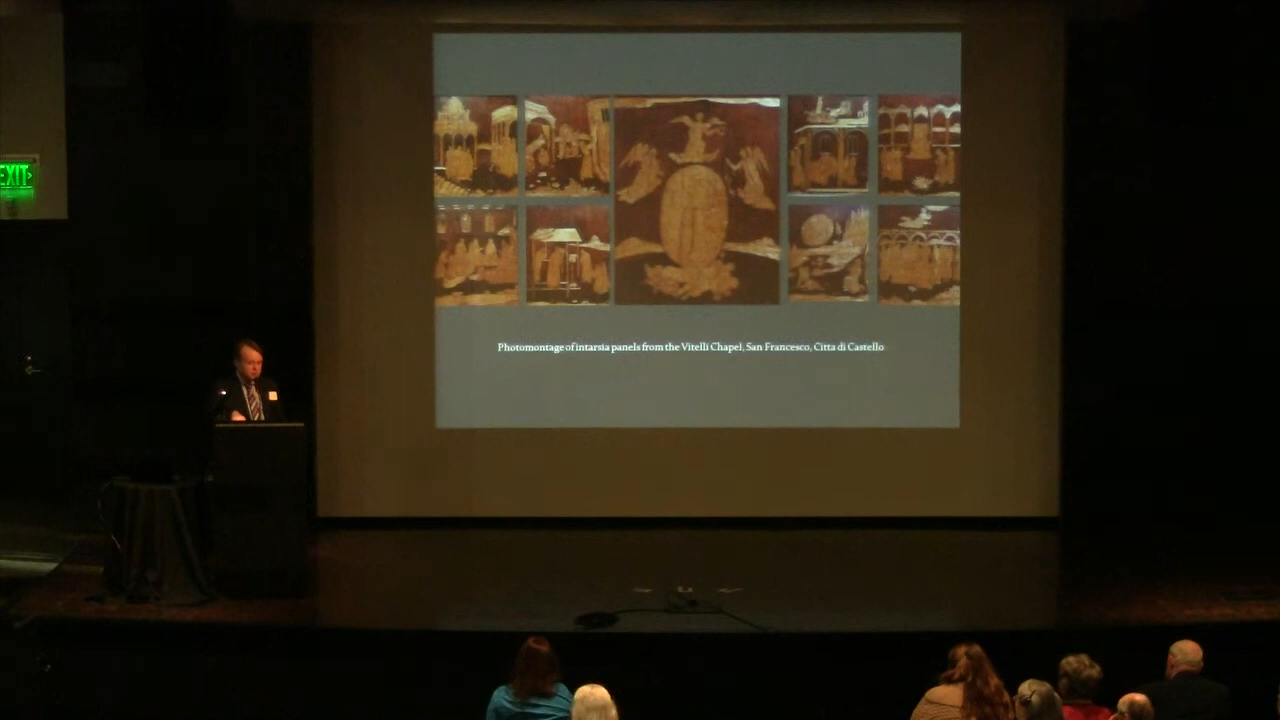 EXIT
Photomontage of intarsia panels from the Vitelli Chapel, San Francesco, Citta di Castello